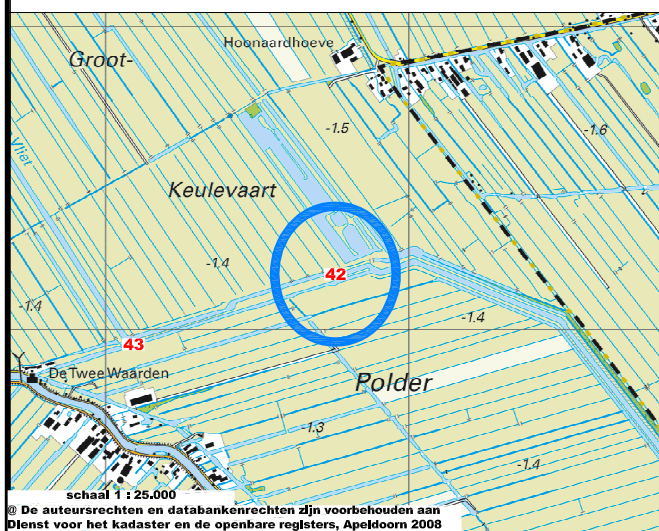 Groot-
Hoonaardhoeve
-1.5
-1.6
Vliet
Keulevaart
-1.4
42
-1.4
-1.4
43
De Twee Waarden
Polder
-1.3
-1.4
schaal 1 : 25.000
@ De auteursrechten en databankenrechten zijn voorbehouden aan
Dienst voor het kadaster en de openbare registers, Apeldoorn 2008